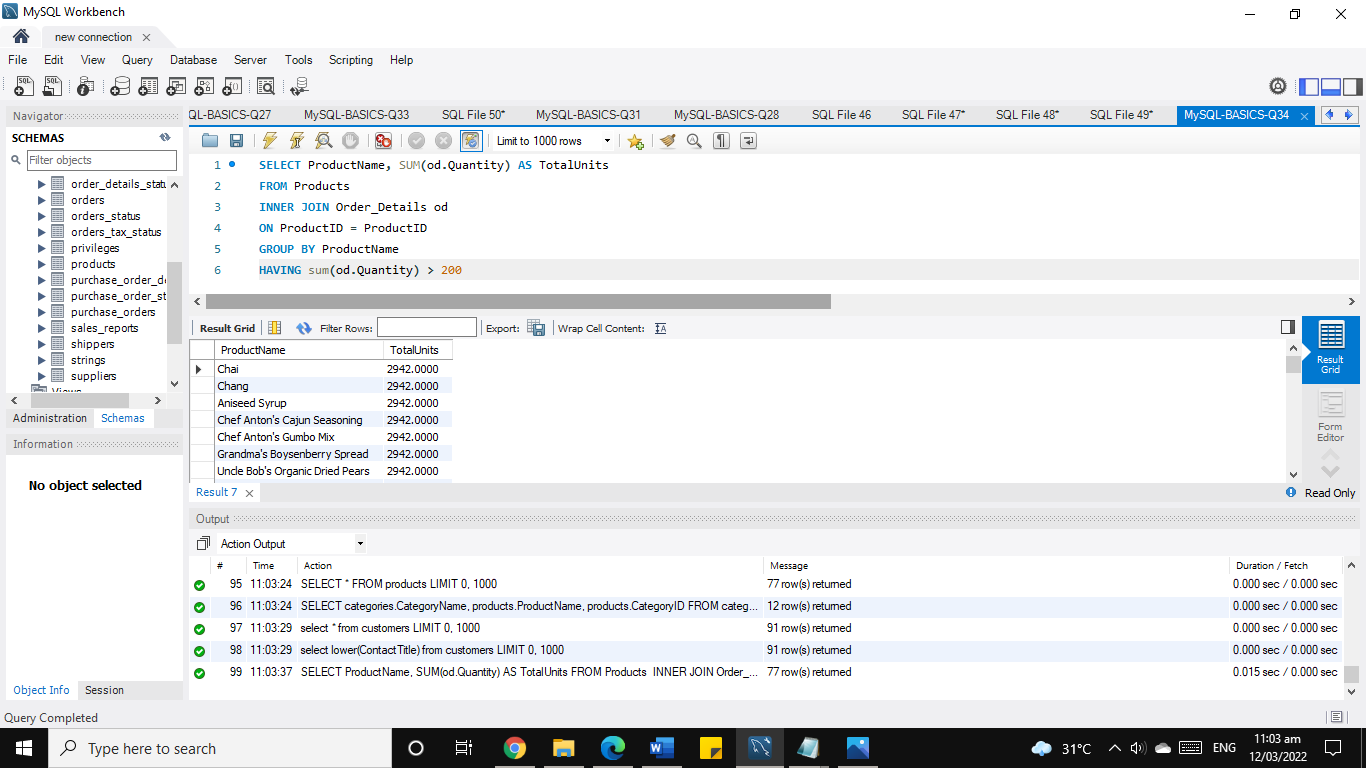 MySQL Workbench
new connection
File Edit View Query Database Server Tools Scripting Help
Navigator
SCHEMAS
Filter objects
order_details_statu
orders
orders_status
orders_tax_status
privileges
products
purchase_order_de
purchase_order_st
purchase_orders
sales_reports
shippers
strings
suppliers
Views
Administration Schemas
Information
No object selected
Object Info Session
QL-BASICS-Q27 MySQL-BASICS-Q33 SQL File 50* MySQL-BASICS-Q31 MySQL-BASICS-Q28 SQL File 46 SQL File 47* SQL File 48* SQL File 49* MySQL-BASICS-Q34
Limit to 1000 rows
1 SELECT ProductName, SUM(od.Quantity) AS TotalUnits
2 FROM Products
3 INNER JOIN Order_Details od
4 ON ProductID = ProductID
5 GROUP BY ProductName
6 HAVING sum(od.Quantity) > 200
Result Grid Filter Rows: Export: Wrap Cell Content:
ProductName TotalUnits
Chai 2942.0000
Chang 2942.0000
Aniseed Syrup 2942.0000
Chef Anton's Cajun Seasoning 2942.0000
Chef Anton's Gumbo Mix 2942.0000
Grandma's Boysenberry Spread 2942.0000
Uncle Bob's Organic Dried Pears 2942.0000
Result Grid
Form Editor
Result 7
Read Only
Output
Action Output
# Time Action Message Duration / Fetch
95 11:03:24 SELECT * FROM products LIMIT 0, 1000 77 row(s) returned 0.000 sec / 0.000 sec
96 11:03:24 SELECT categories.CategoryName, products.ProductName, products.CategoryID FROM categ... 12 row(s) returned 0.000 sec / 0.000 sec
97 11:03:29 select * from customers LIMIT 0, 1000 91 row(s) returned 0.000 sec / 0.000 sec
98 11:03:29 select lower(ContactTitle) from customers LIMIT 0, 1000 91 row(s) returned 0.000 sec / 0.000 sec
99 11:03:37 SELECT ProductName, SUM(od.Quantity) AS TotalUnits FROM Products INNER JOIN Order_... 77 row(s) returned 0.015 sec / 0.000 sec
Query Completed
Type here to search
31°C
ENG
11:03 am
12/03/2022